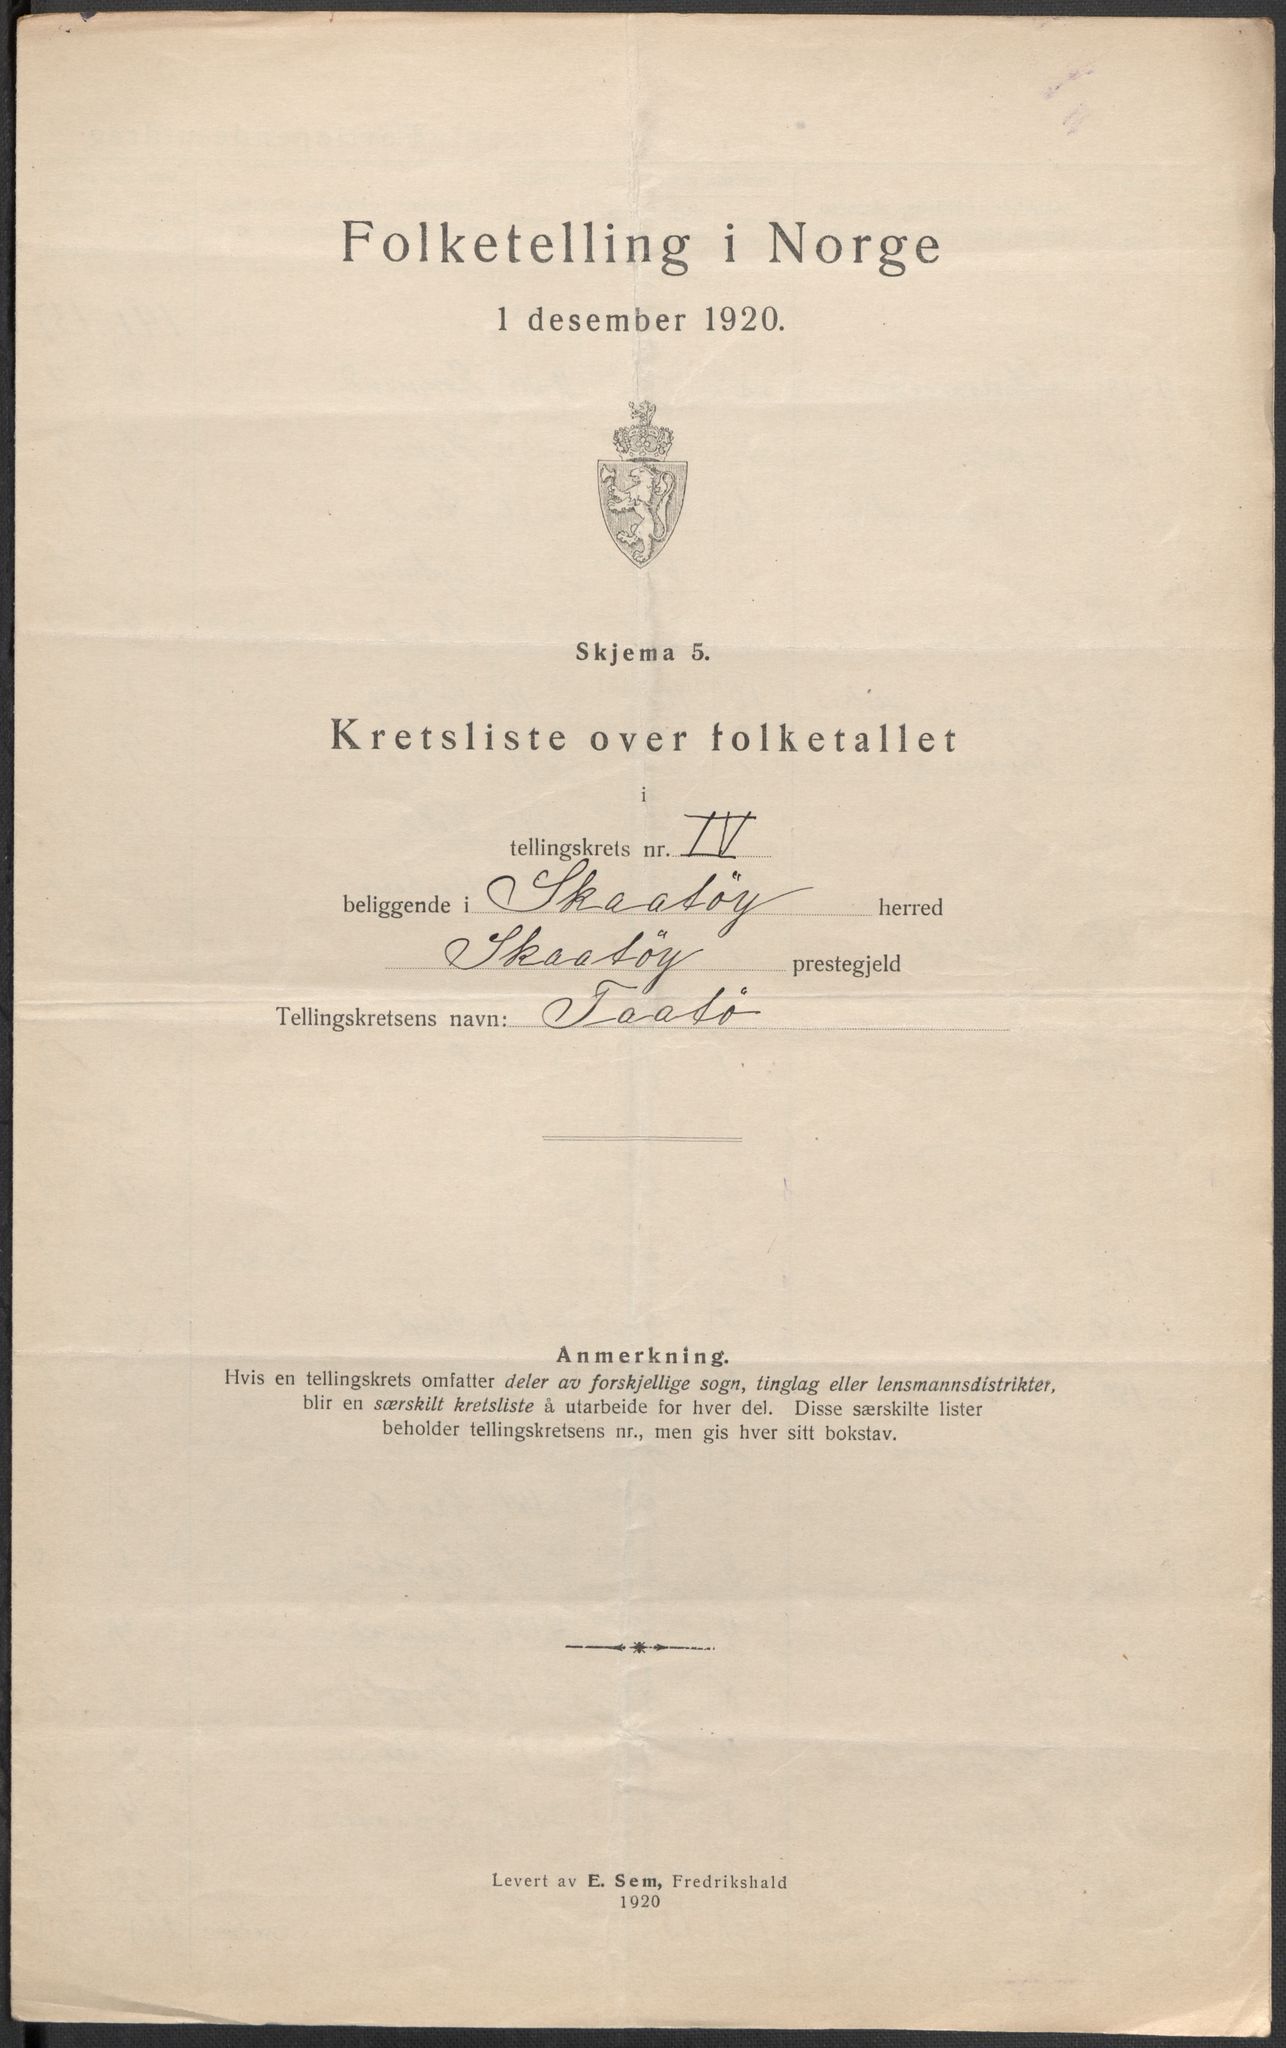 Folketelling i Norge
1 desember 1920.
Skjema 5.
Kretsliste over folketallet
i
tellingskrets nr. IV
beliggende i Skaatöy herred
Skaatöy prestegjeld
Tellingskretsens navn: Taatö
Anmerkning.
Hvis en tellingskrets omfatter deler av forskjellige sogn, tinglag eller lensmannsdistrikter,
blir en særskilt kretsliste å utarbeide for hver del. Disse særskilte lister
beholder tellingskretsens nr., men gis hver sitt bokstav.
Levert av E. Sem, Fredrikshald
1920